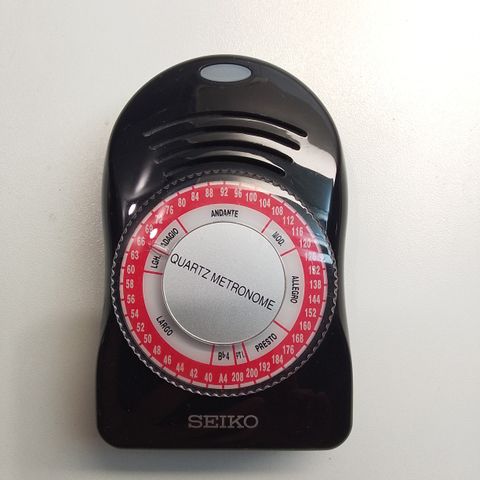 QUARTZ METRONOME
ANDANTE
MOD.
ALLEGRO
PRESTO
B♭4
LARGO
LGH.
ADAGIO
40 42 44 46 48 50 52 54 56 58 60 63 66 69 72 76 80 84 88 92 96 100 104 108 112 116 120 126 132 138 144 152 160 168 176 184 192 200 208 A4
SEIKO